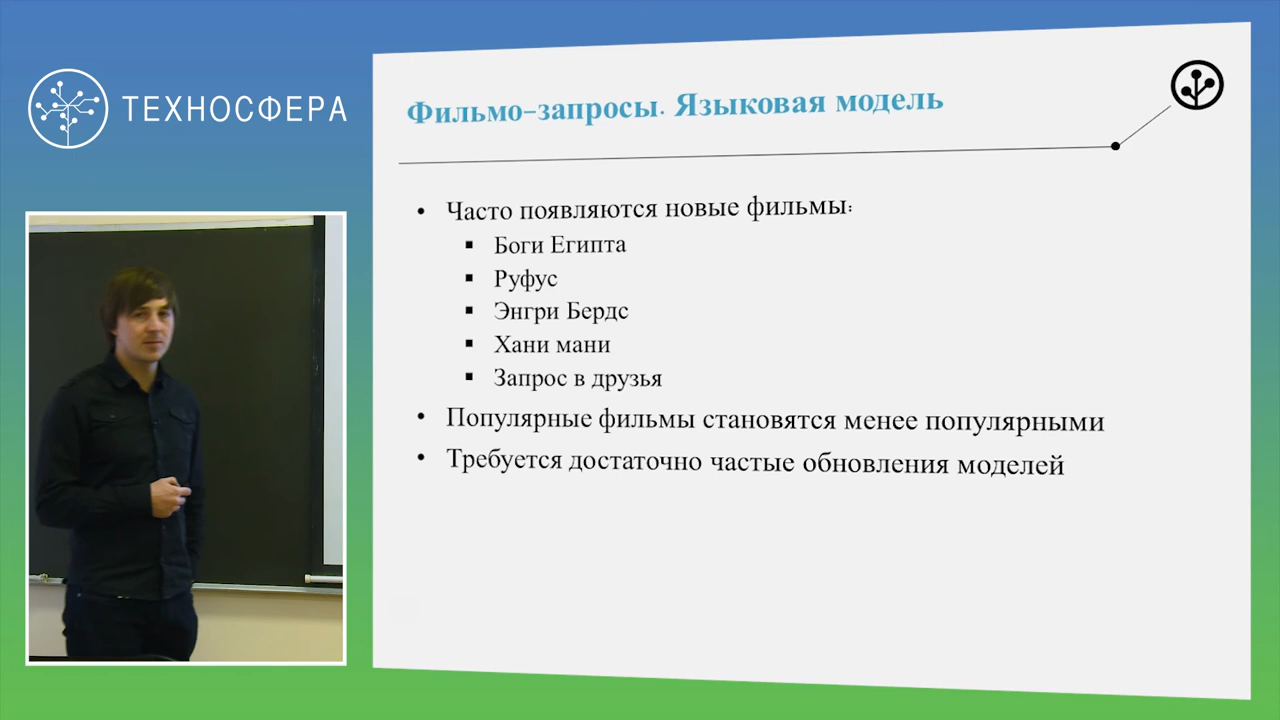 ТЕХНОСФЕРА
Фильмо-запросы. Языковая модель
• Часто появляются новые фильмы:
▪ Боги Египта
▪ Руфус
▪ Энгри Бердс
▪ Хани мани
▪ Запрос в друзья
• Популярные фильмы становятся менее популярными
• Требуется достаточно частые обновления моделей